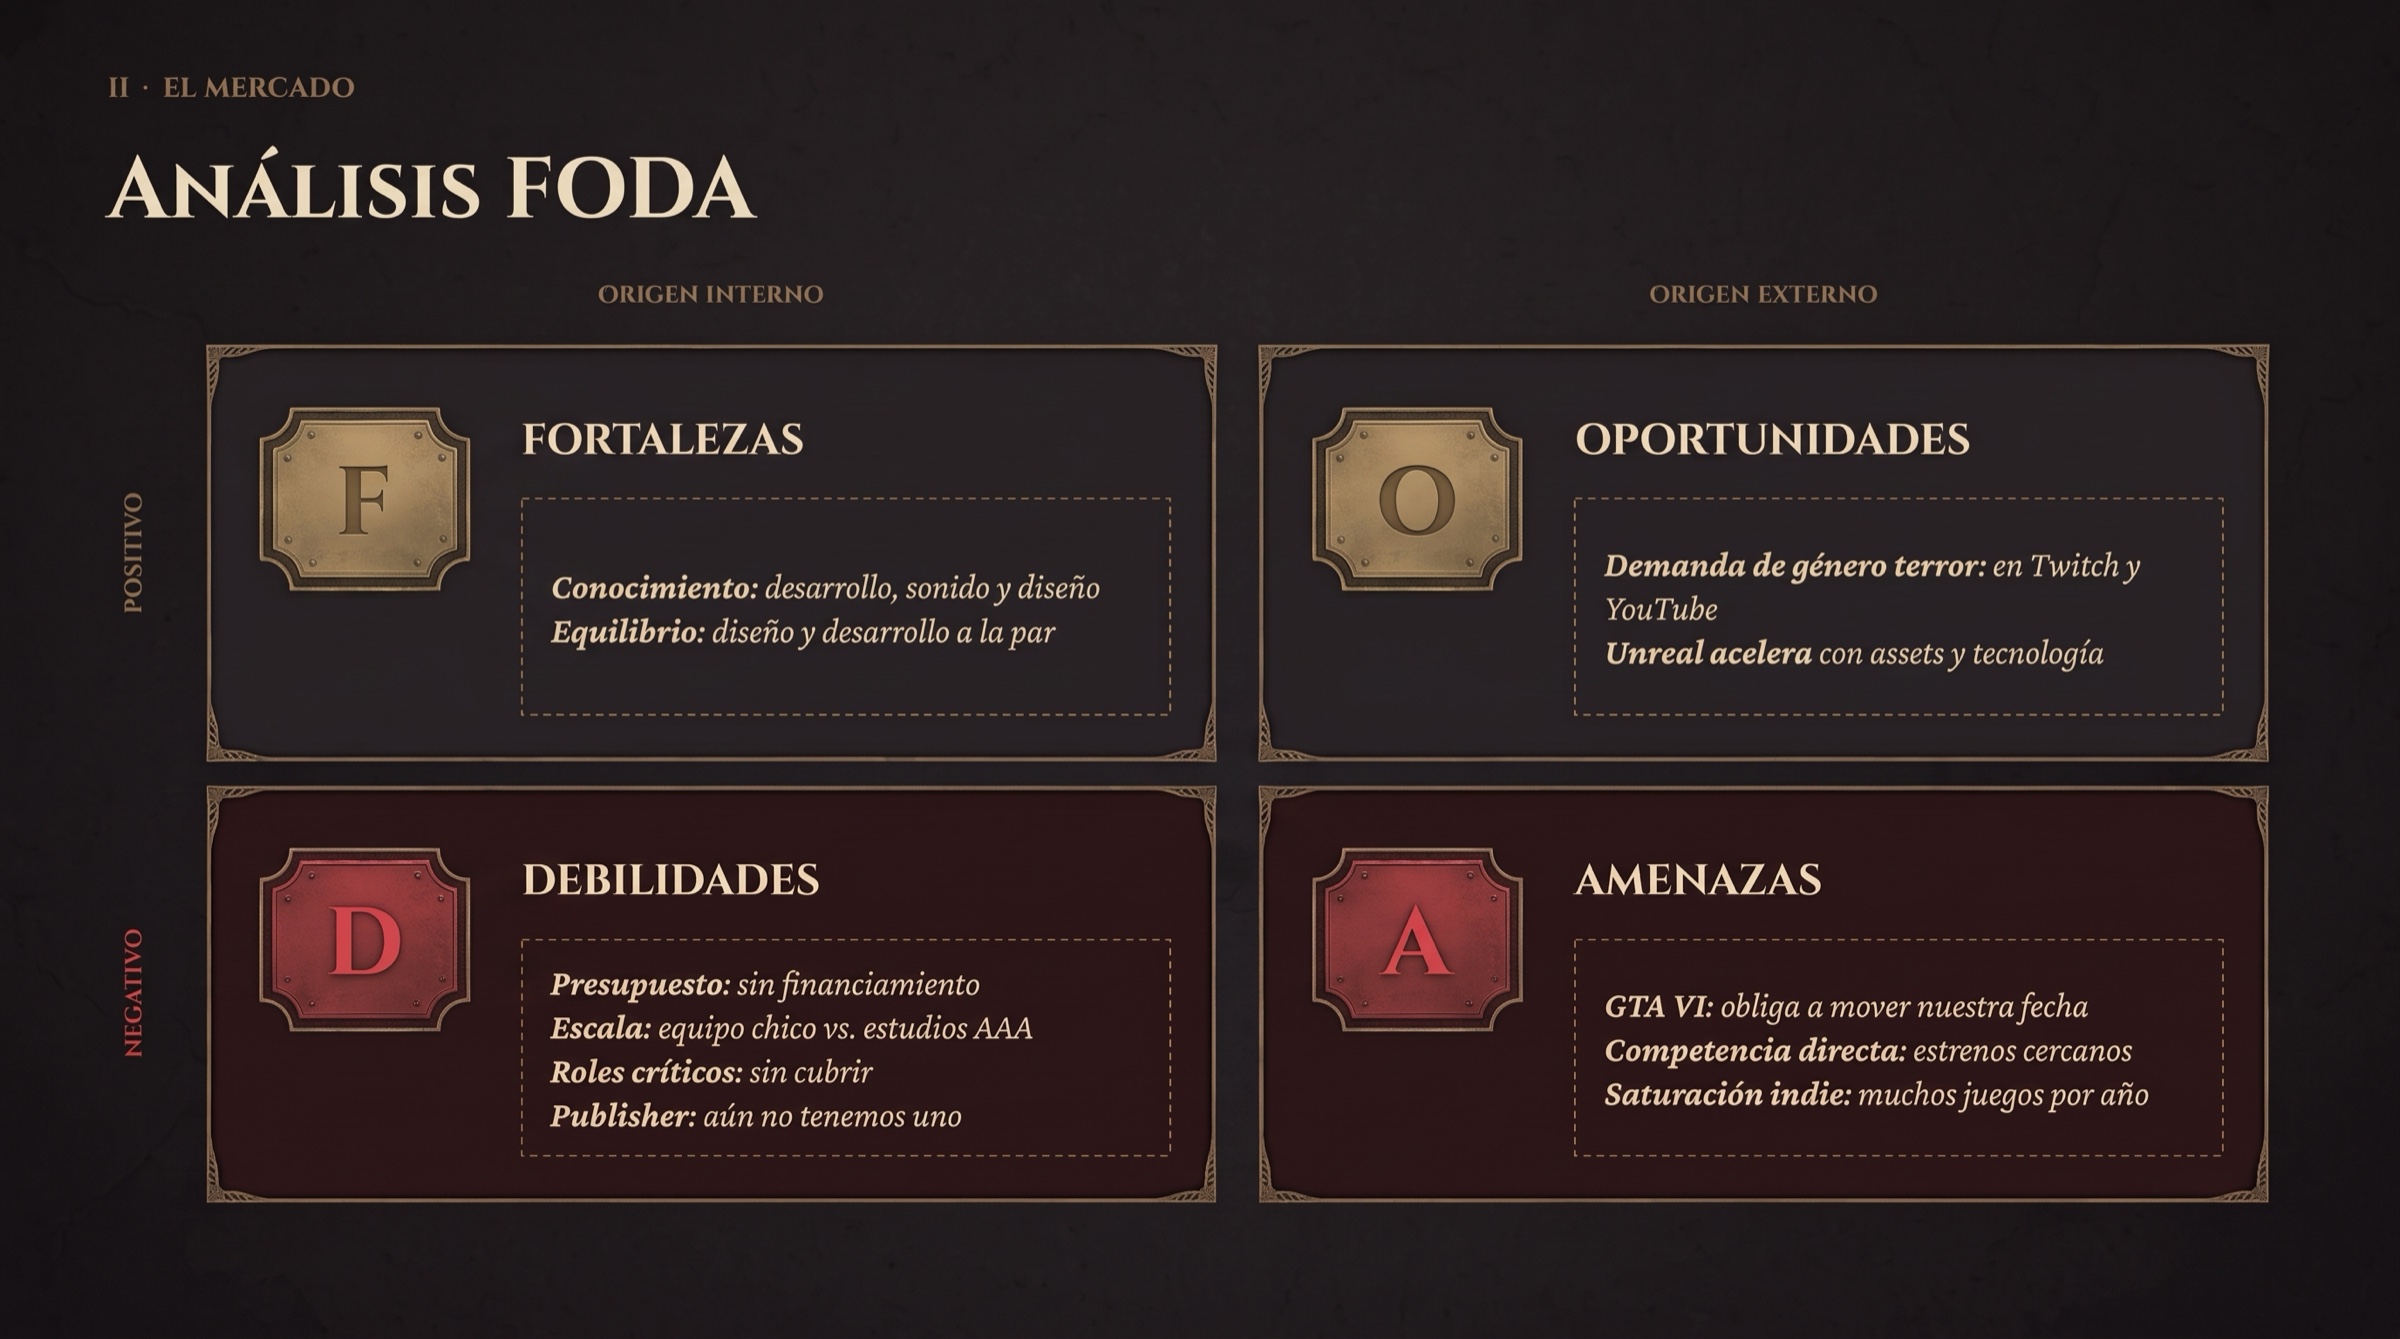 II · EL MERCADO
ANÁLISIS FODA
ORIGEN INTERNO
ORIGEN EXTERNO
POSITIVO
F
FORTALEZAS
Conocimiento: desarrollo, sonido y diseño
Equilibrio: diseño y desarrollo a la par
O
OPORTUNIDADES
Demanda de género terror: en Twitch y
YouTube
Unreal acelera con assets y tecnología
NEGATIVO
D
DEBILIDADES
Presupuesto: sin financiamiento
Escala: equipo chico vs. estudios AAA
Roles críticos: sin cubrir
Publisher: aún no tenemos uno
A
AMENAZAS
GTA VI: obliga a mover nuestra fecha
Competencia directa: estrenos cercanos
Saturación indie: muchos juegos por año